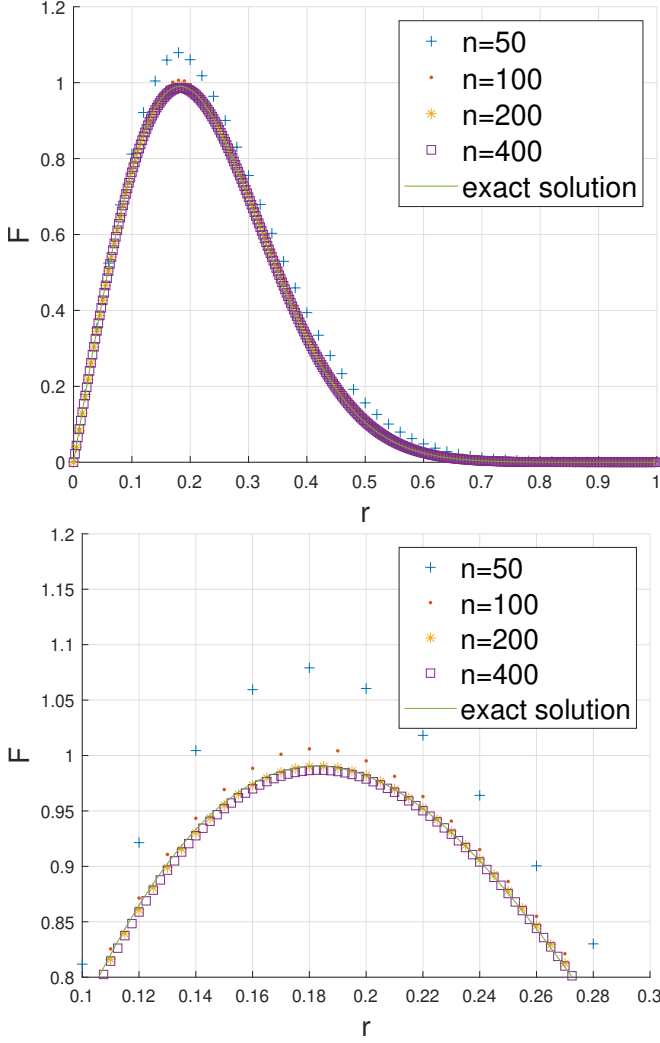 1.2
1
0.8
0.6
0.4
0.2
0
F
n=50
n=100
n=200
n=400
exact solution
0 0.1 0.2 0.3 0.4 0.5 0.6 0.7 0.8 0.9 1
r
1.2
1.15
1.1
1.05
1
0.95
0.9
0.85
0.8
F
n=50
n=100
n=200
n=400
exact solution
0.1 0.12 0.14 0.16 0.18 0.2 0.22 0.24 0.26 0.28 0.3
r